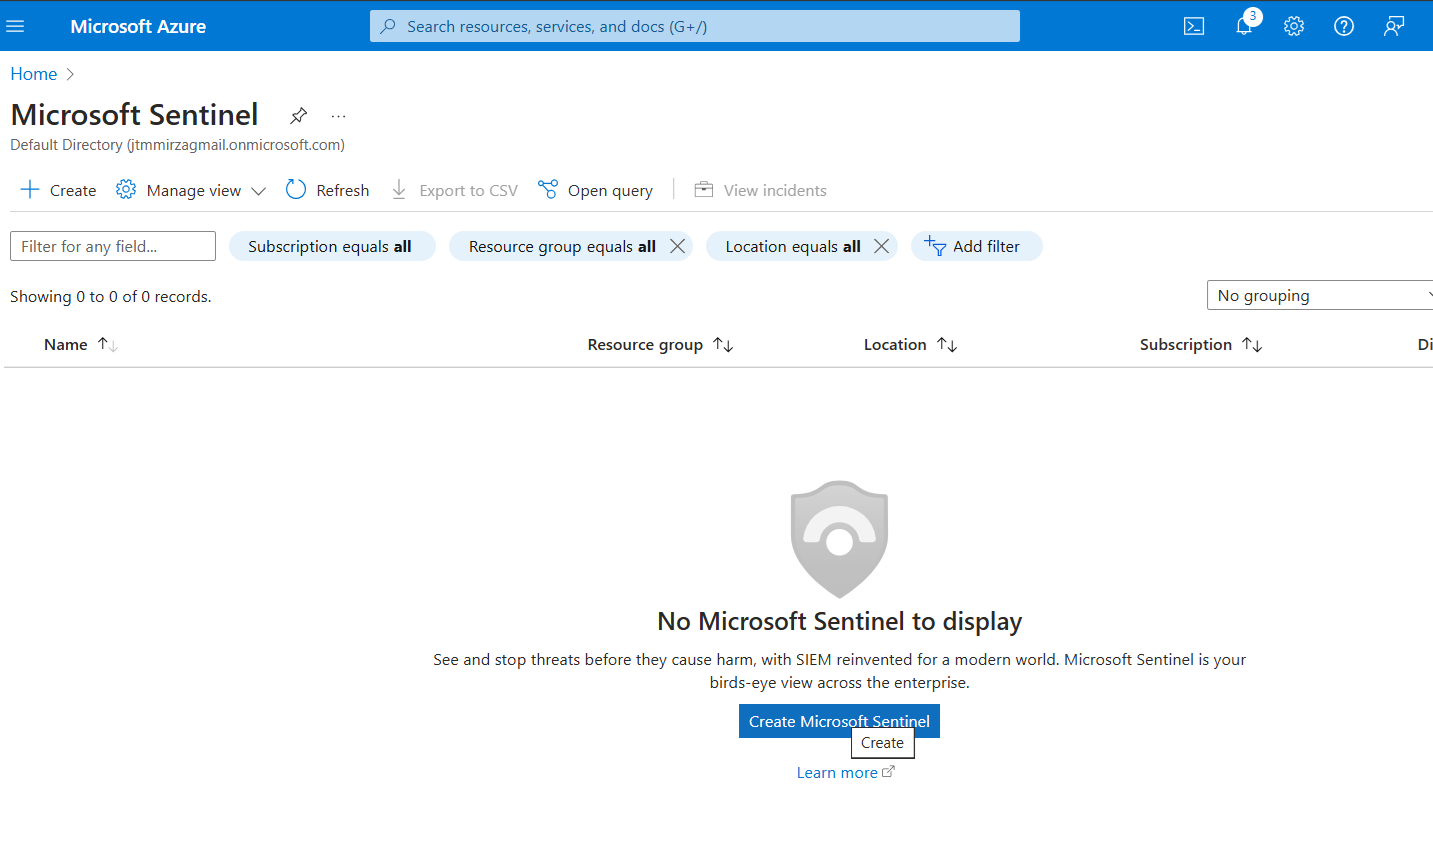 Microsoft Azure
Search resources, services, and docs (G+/)
3
Home
Microsoft Sentinel
...
Default Directory (jtmmirzagmail.onmicrosoft.com)
Create
Manage view
Refresh
Export to CSV
Open query
View incidents
Filter for any field...
Subscription equals all
Resource group equals all
Location equals all
Add filter
Showing 0 to 0 of 0 records.
No grouping
Name
Resource group
Location
Subscription
Di
No Microsoft Sentinel to display
See and stop threats before they cause harm, with SIEM reinvented for a modern world. Microsoft Sentinel is your
birds-eye view across the enterprise.
Create Microsoft Sentinel
Create
Learn more